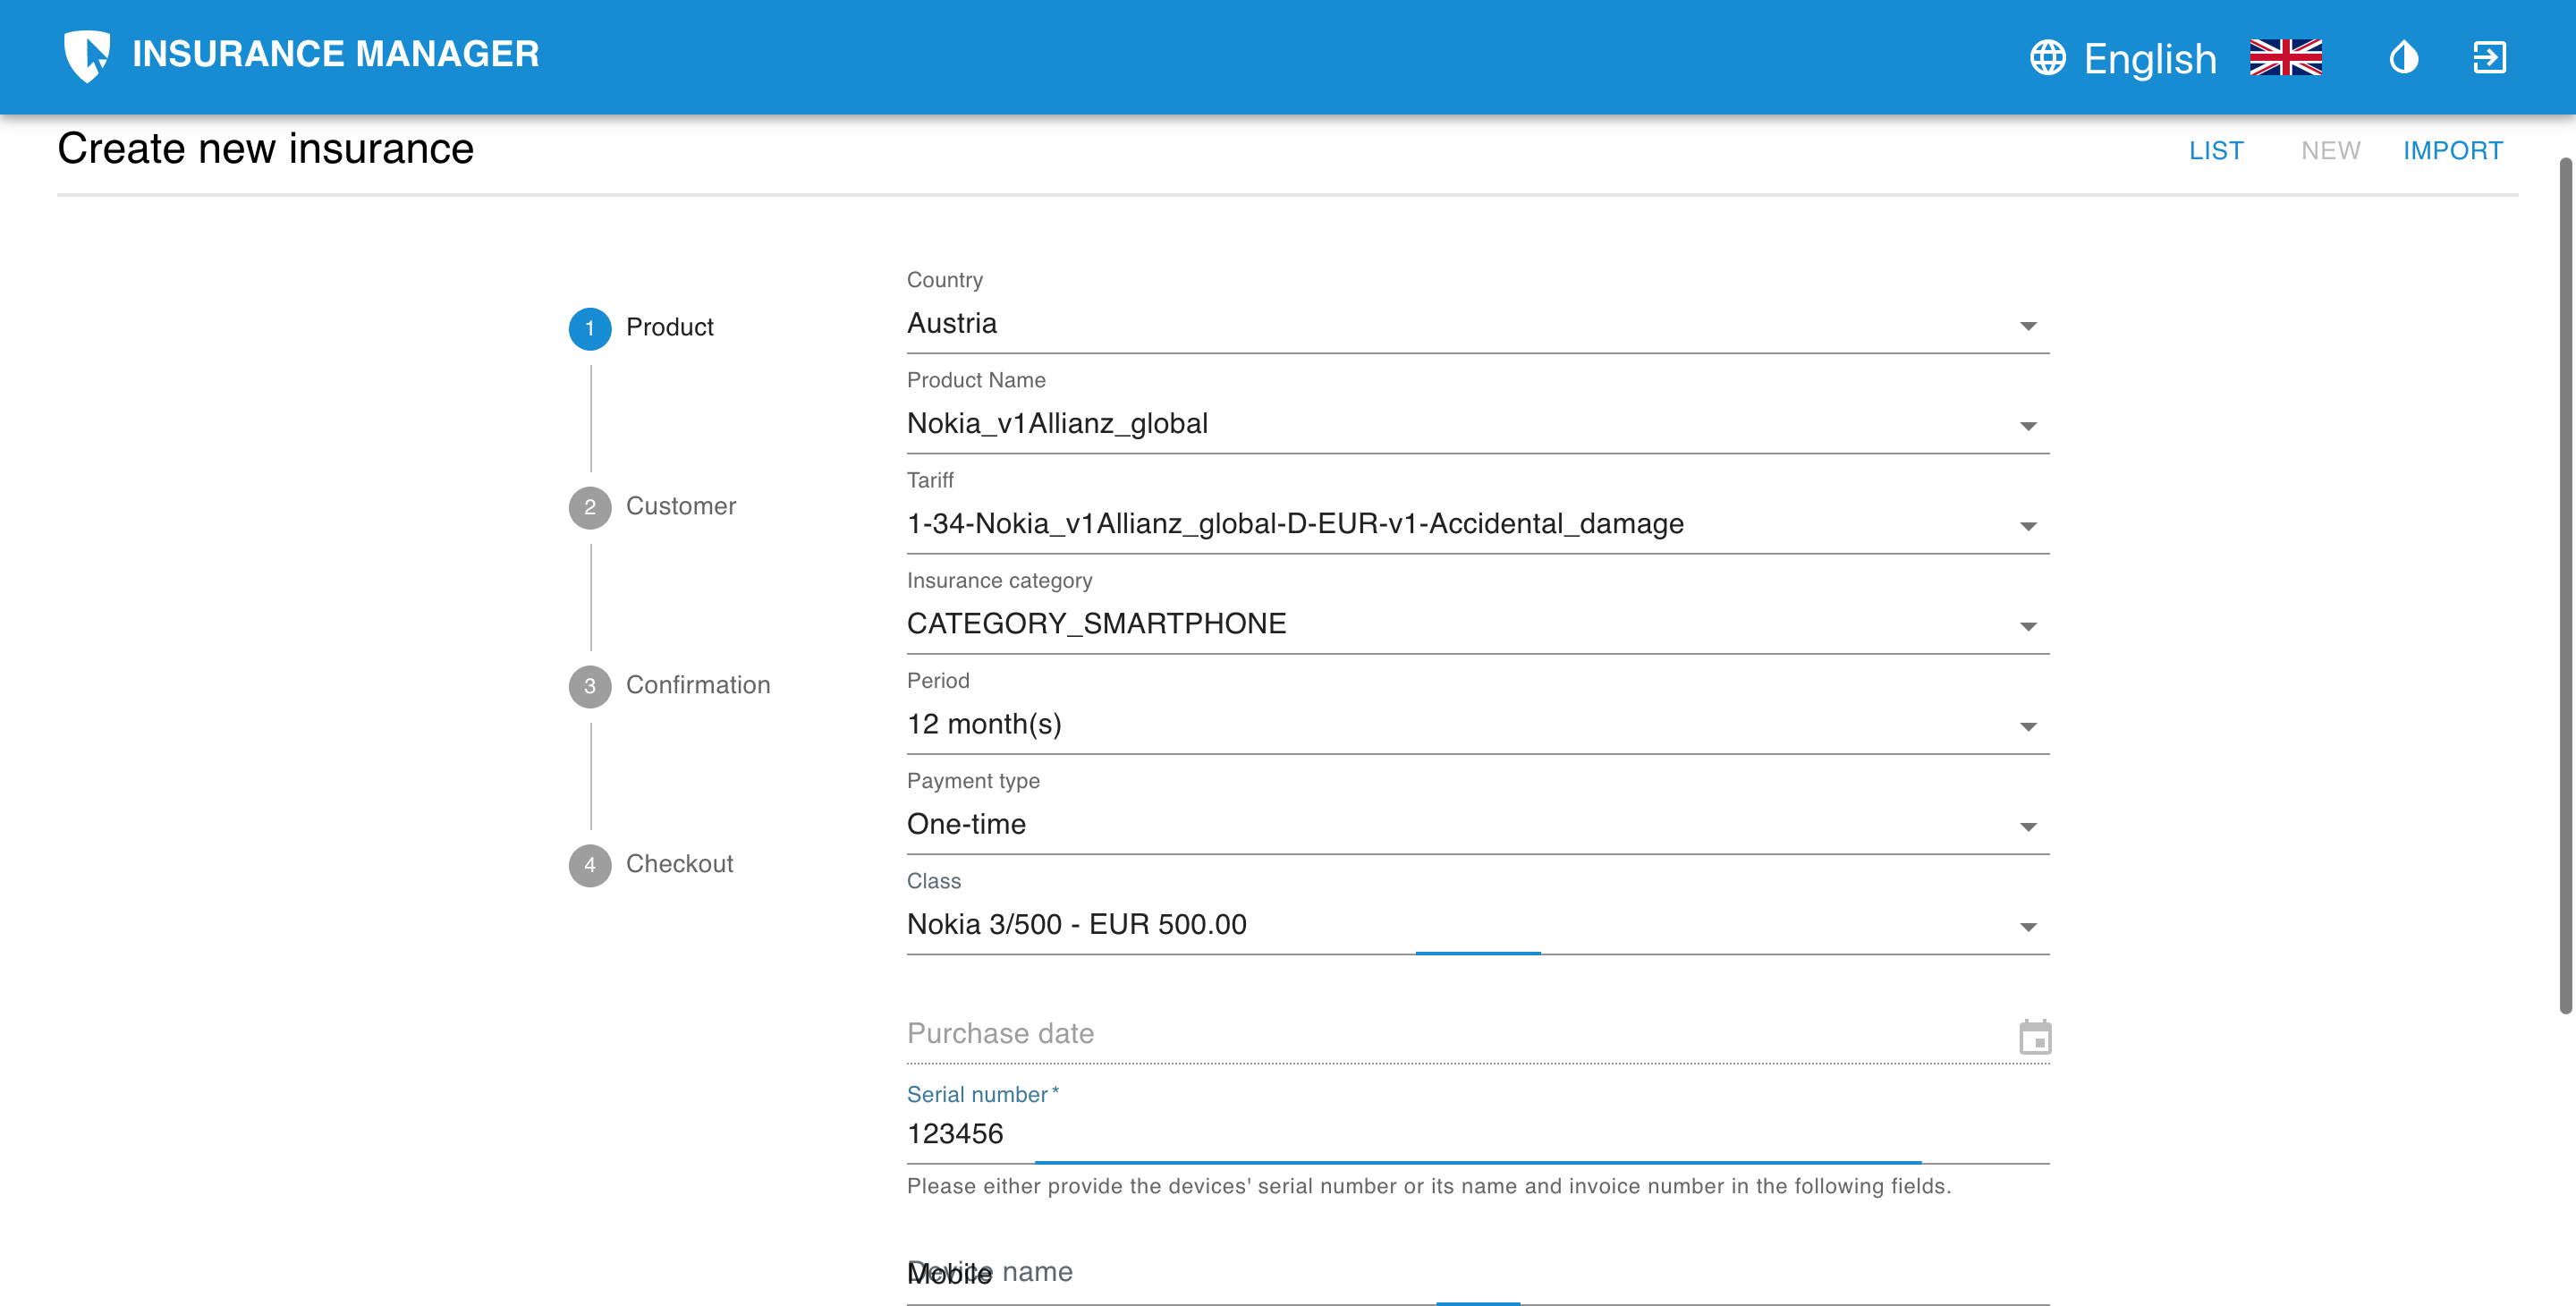 INSURANCE MANAGER
English
Create new insurance
LIST NEW IMPORT
1 Product
2 Customer
3 Confirmation
4 Checkout
Country
Austria
Product Name
Nokia_v1Allianz_global
Tariff
1-34-Nokia_v1Allianz_global-D-EUR-v1-Accidental_damage
Insurance category
CATEGORY_SMARTPHONE
Period
12 month(s)
Payment type
One-time
Class
Nokia 3/500 - EUR 500.00
Purchase date
Serial number *
123456
Please either provide the devices' serial number or its name and invoice number in the following fields.
Device name
Mobile